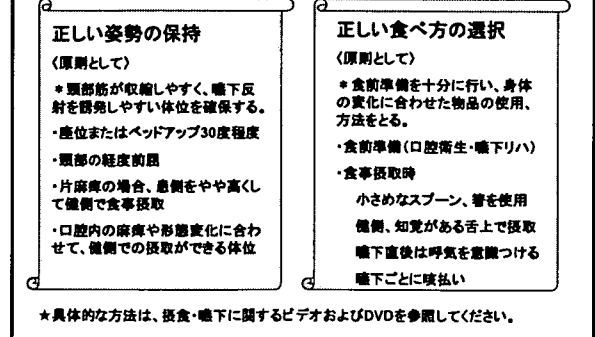 正しい姿勢の保持
〈原則として〉
＊頸部筋が収縮しやすく、嚥下反
射を誘発しやすい体位を確保する。
・座位またはベッドアップ30度程度
・頸部の軽度前屈
・片麻痺の場合、患側をやや高くし
て健側で食事摂取
・口腔内の麻痺や形態変化に合わ
せて、健側での摂取ができる体位
正しい食べ方の選択
〈原則として〉
＊食前準備を十分に行い、身体
の変化に合わせた物品の使用、
方法をとる。
・食前準備(口腔衛生・嚥下リハ)
・食事摂取時
小さめなスプーン、箸を使用
健側、知覚がある舌上で摂取
嚥下直後は呼気を意識つける
嚥下ごとに咳払い
★具体的な方法は、摂食・嚥下に関するビデオおよびDVDを参照してください。